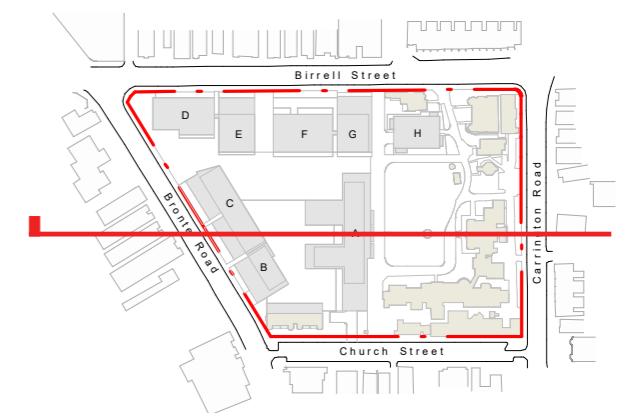 Birrell Street
D
E
F
G
H
C
A
B
Bronte Road
Carrington Road
Church Street